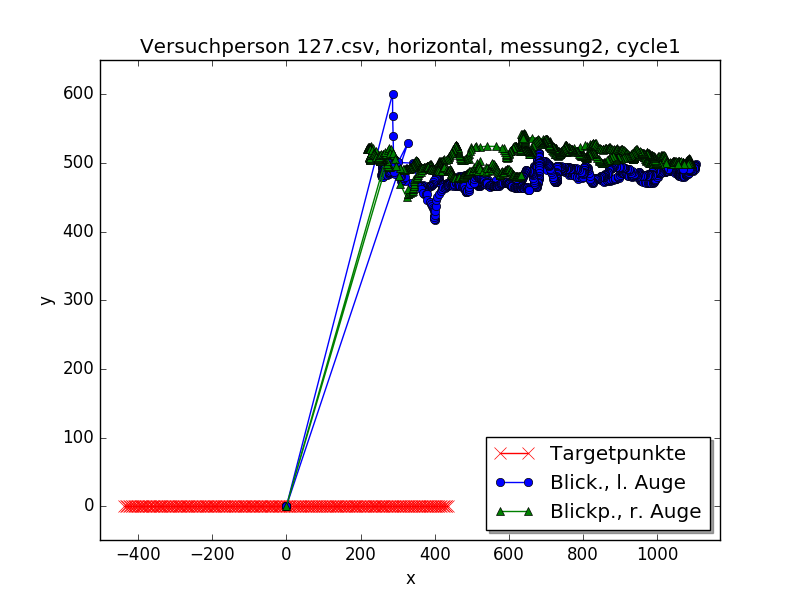 Versuchperson 127.csv, horizontal, messung2, cycle1
600
500
400
300
200
100
0
y
−400
−200
0
200
400
600
800
1000
x
Targetpunkte
Blick., l. Auge
Blickp., r. Auge